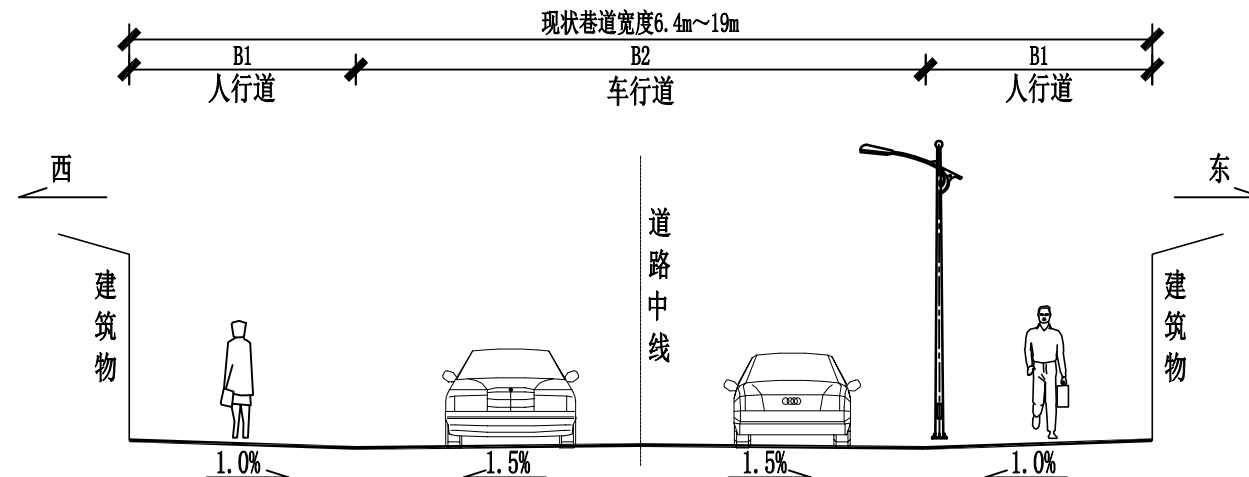 现状巷道宽度6.4m～19m
B1
B2
B1
人行道
车行道
人行道
西
东
道路中线
建筑物
建筑物
1.0%
1.5%
1.5%
1.0%